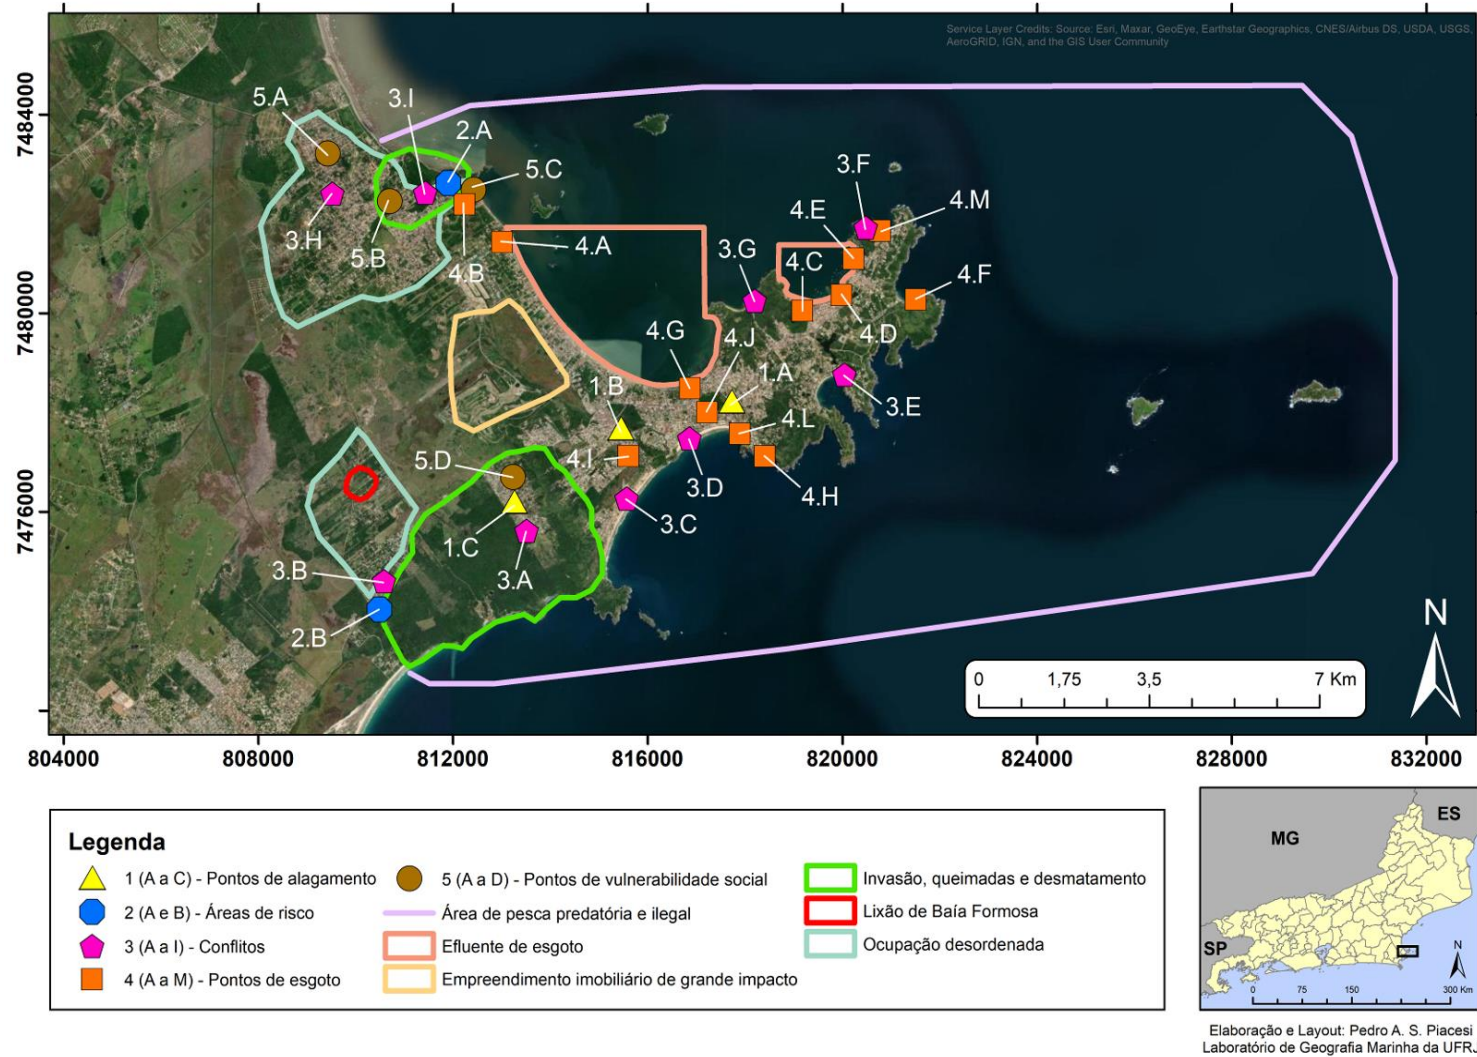 Service Layer Credits: Source: Esri, Maxar, GeoEye, Earthstar Geographics, CNES/Airbus DS, USDA, USGS,
AeroGRID, IGN, and the GIS User Community
7484000
7480000
7476000
5.A
3.I
2.A
5.C
3.H
5.B
4.B
4.A
3.F
4.M
4.E
3.G
4.C
4.F
4.D
4.G
4.J
1.A
1.B
3.E
4.L
5.D
4.I
3.D
4.H
3.C
1.C
3.A
3.B
2.B
N
0 1,75 3,5 7 Km
804000 808000 812000 816000 820000 824000 828000 832000
Legenda
1 (A a C) - Pontos de alagamento
2 (A e B) - Áreas de risco
3 (A a I) - Conflitos
4 (A a M) - Pontos de esgoto
5 (A a D) - Pontos de vulnerabilidade social
Área de pesca predatória e ilegal
Efluente de esgoto
Empreendimento imobiliário de grande impacto
Invasão, queimadas e desmatamento
Lixão de Baía Formosa
Ocupação desordenada
ES
MG
SP
N
0 75 150 300 Km
Elaboração e Layout: Pedro A. S. Piacesi
Laboratório de Geografia Marinha da UFRJ